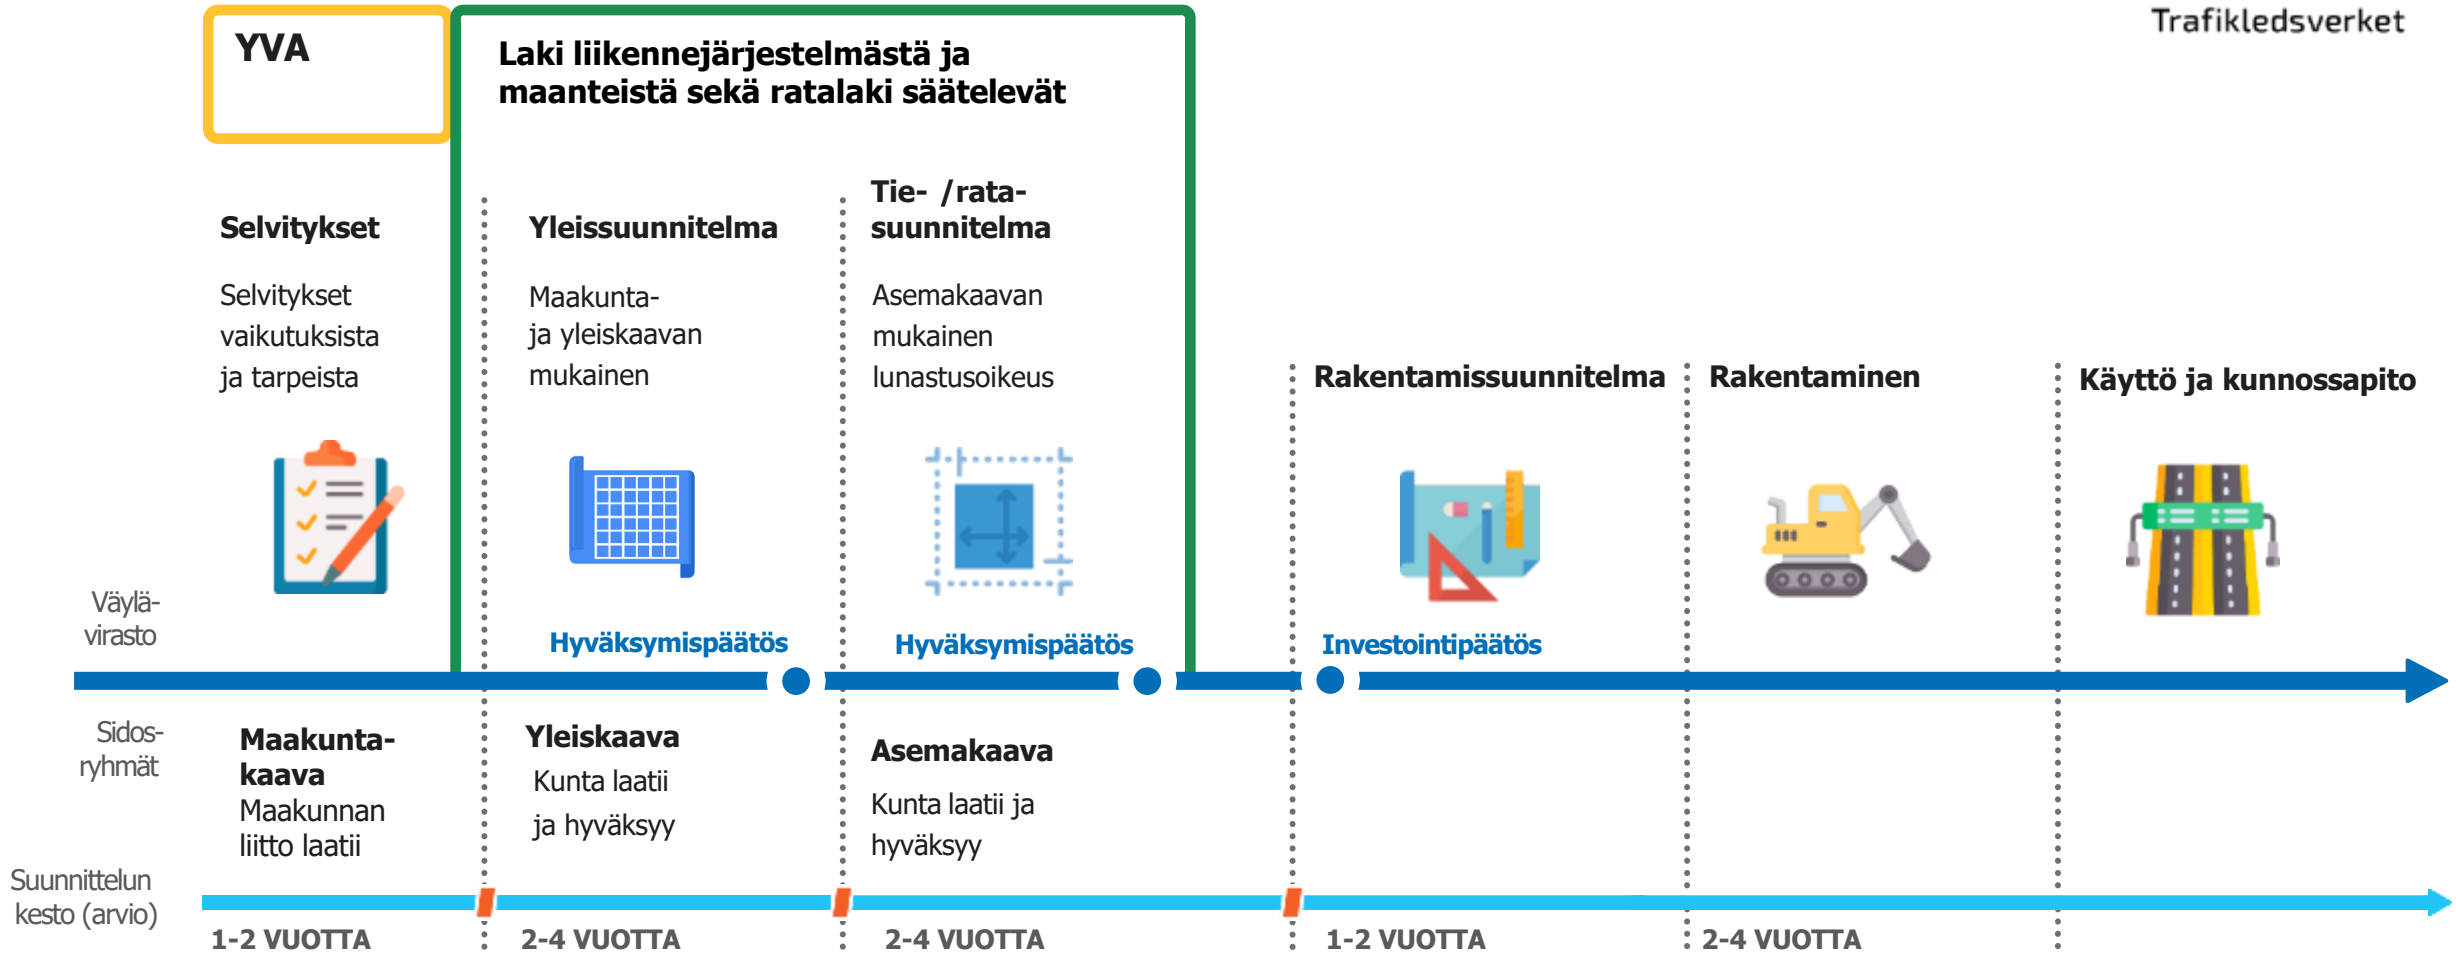 Trafikledsverket
YVA
Laki liikennejärjestelmästä ja
maanteistä sekä ratalaki säätelevät
Selvitykset
Selvitykset
vaikutuksista
ja tarpeista
Yleissuunnitelma
Maakunta-
ja yleiskaavan
mukainen
Tie- /rata-
suunnitelma
Asemakaavan
mukainen
lunastusoikeus
Rakentamissuunnitelma
Rakentaminen
Käyttö ja kunnossapito
Väylä-
virasto
Hyväksymispäätös
Hyväksymispäätös
Investointipäätös
Sidos-
ryhmät
Maakunta-
kaava
Maakunnan
liitto laatii
Yleiskaava
Kunta laatii
ja hyväksyy
Asemakaava
Kunta laatii ja
hyväksyy
Suunnittelun
kesto (arvio)
1-2 VUOTTA
2-4 VUOTTA
2-4 VUOTTA
1-2 VUOTTA
2-4 VUOTTA